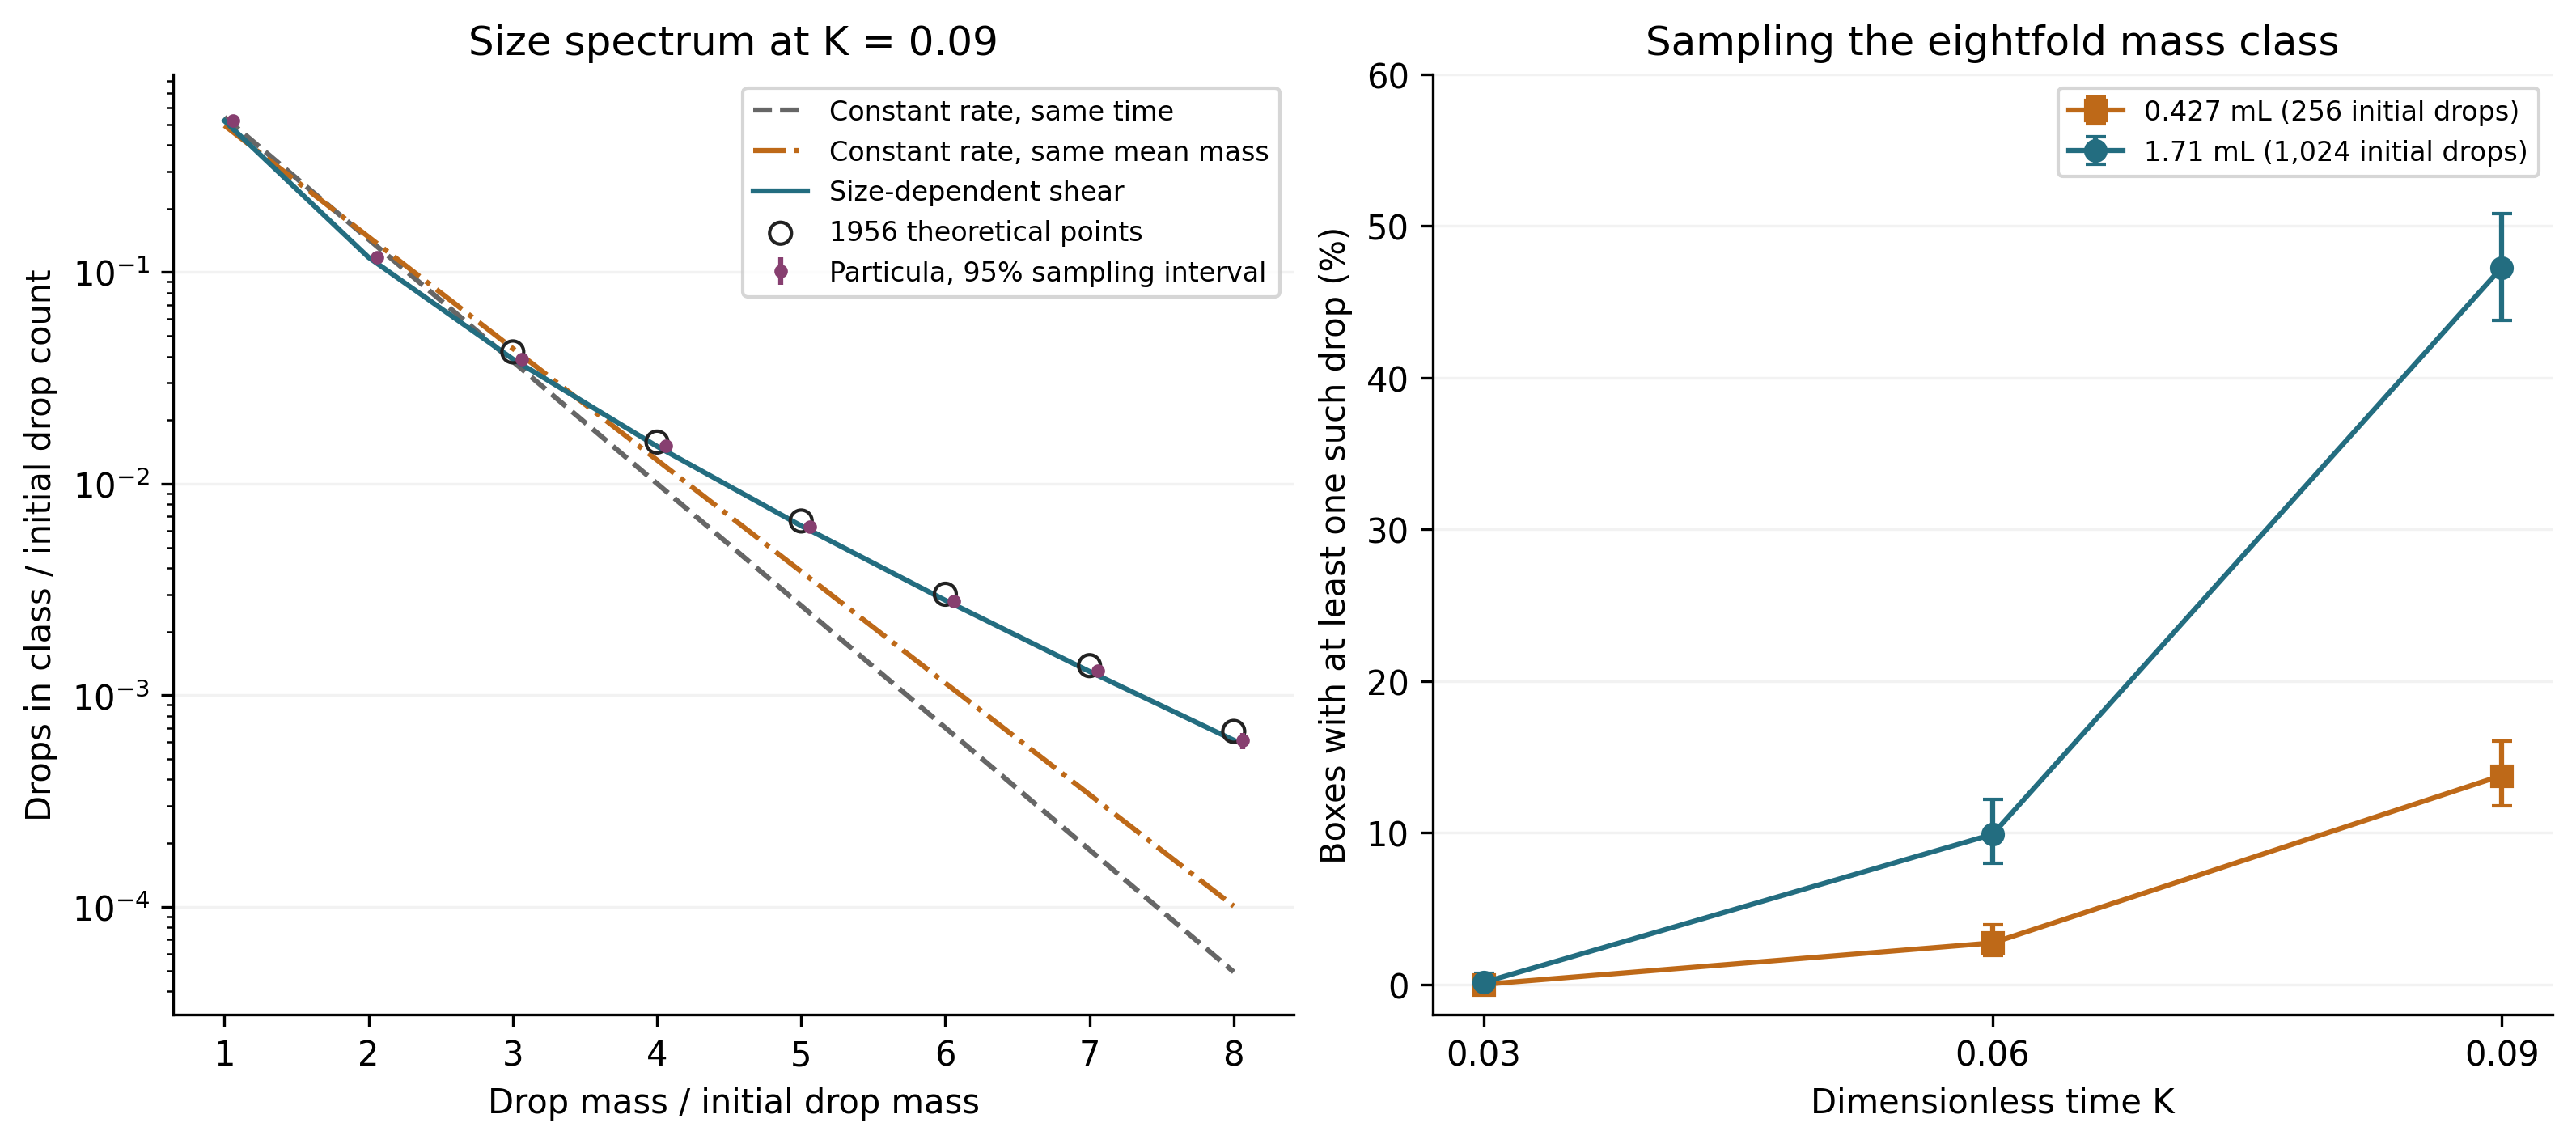 Size spectrum at K = 0.09
Drops in class / initial drop count
10⁻¹
10⁻²
10⁻³
10⁻⁴
Constant rate, same time
Constant rate, same mean mass
Size-dependent shear
1956 theoretical points
Particula, 95% sampling interval
1 2 3 4 5 6 7 8
Drop mass / initial drop mass
Sampling the eightfold mass class
Boxes with at least one such drop (%)
60
50
40
30
20
10
0
0.427 mL (256 initial drops)
1.71 mL (1,024 initial drops)
0.03 0.06 0.09
Dimensionless time K